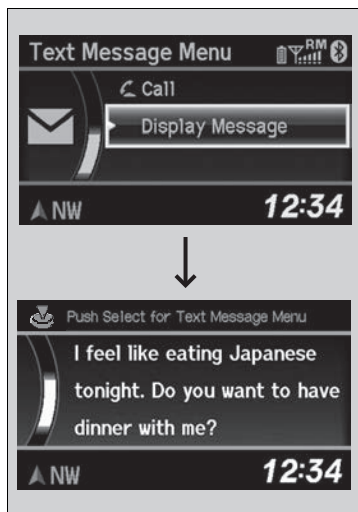 Text Message Menu RM
Call
Display Message
NW 12:34
Push Select for Text Message Menu
I feel like eating Japanese
tonight. Do you want to have
dinner with me?
NW 12:34